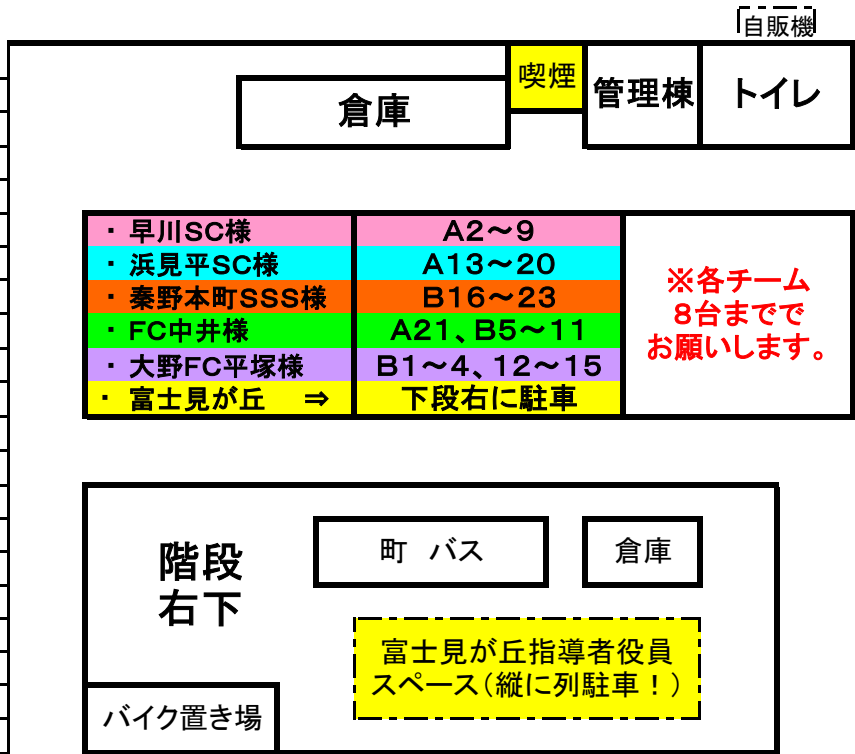 自販機
喫煙
倉庫
管理棟
トイレ
・ 早川SC様 A2～9
・ 浜見平SC様 A13～20
・ 秦野本町SSS様 B16～23
・ FC中井様 A21、B5～11
・ 大野FC平塚様 B1～4、12～15
・ 富士見が丘 ⇒ 下段右に駐車
※各チーム
8台までで
お願いします。
階段
右下
町 バス
倉庫
富士見が丘指導者役員
スペース（縦に列駐車！）
バイク置き場